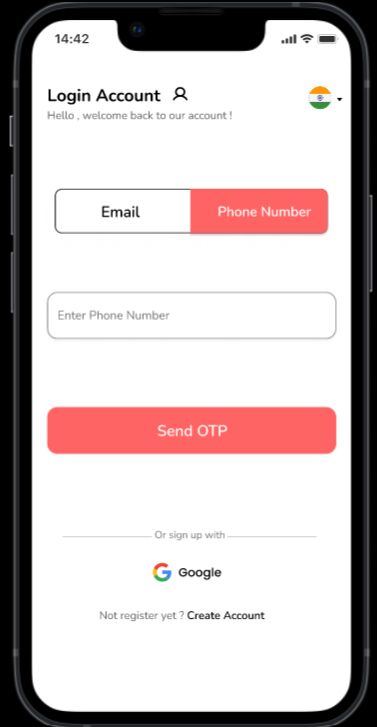 14:42
Login Account
Hello , welcome back to our account !
Email Phone Number
Enter Phone Number
Send OTP
Or sign up with
Google
Not register yet ? Create Account